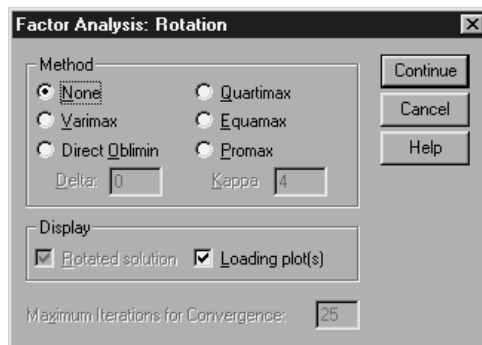 Factor Analysis: Rotation
Method
None
Quartimax
Varimax
Equamax
Direct Oblimin
Promax
Delta: 0
Kappa 4
Display
Rotated solution
Loading plot(s)
Maximum Iterations for Convergence: 25
Continue
Cancel
Help